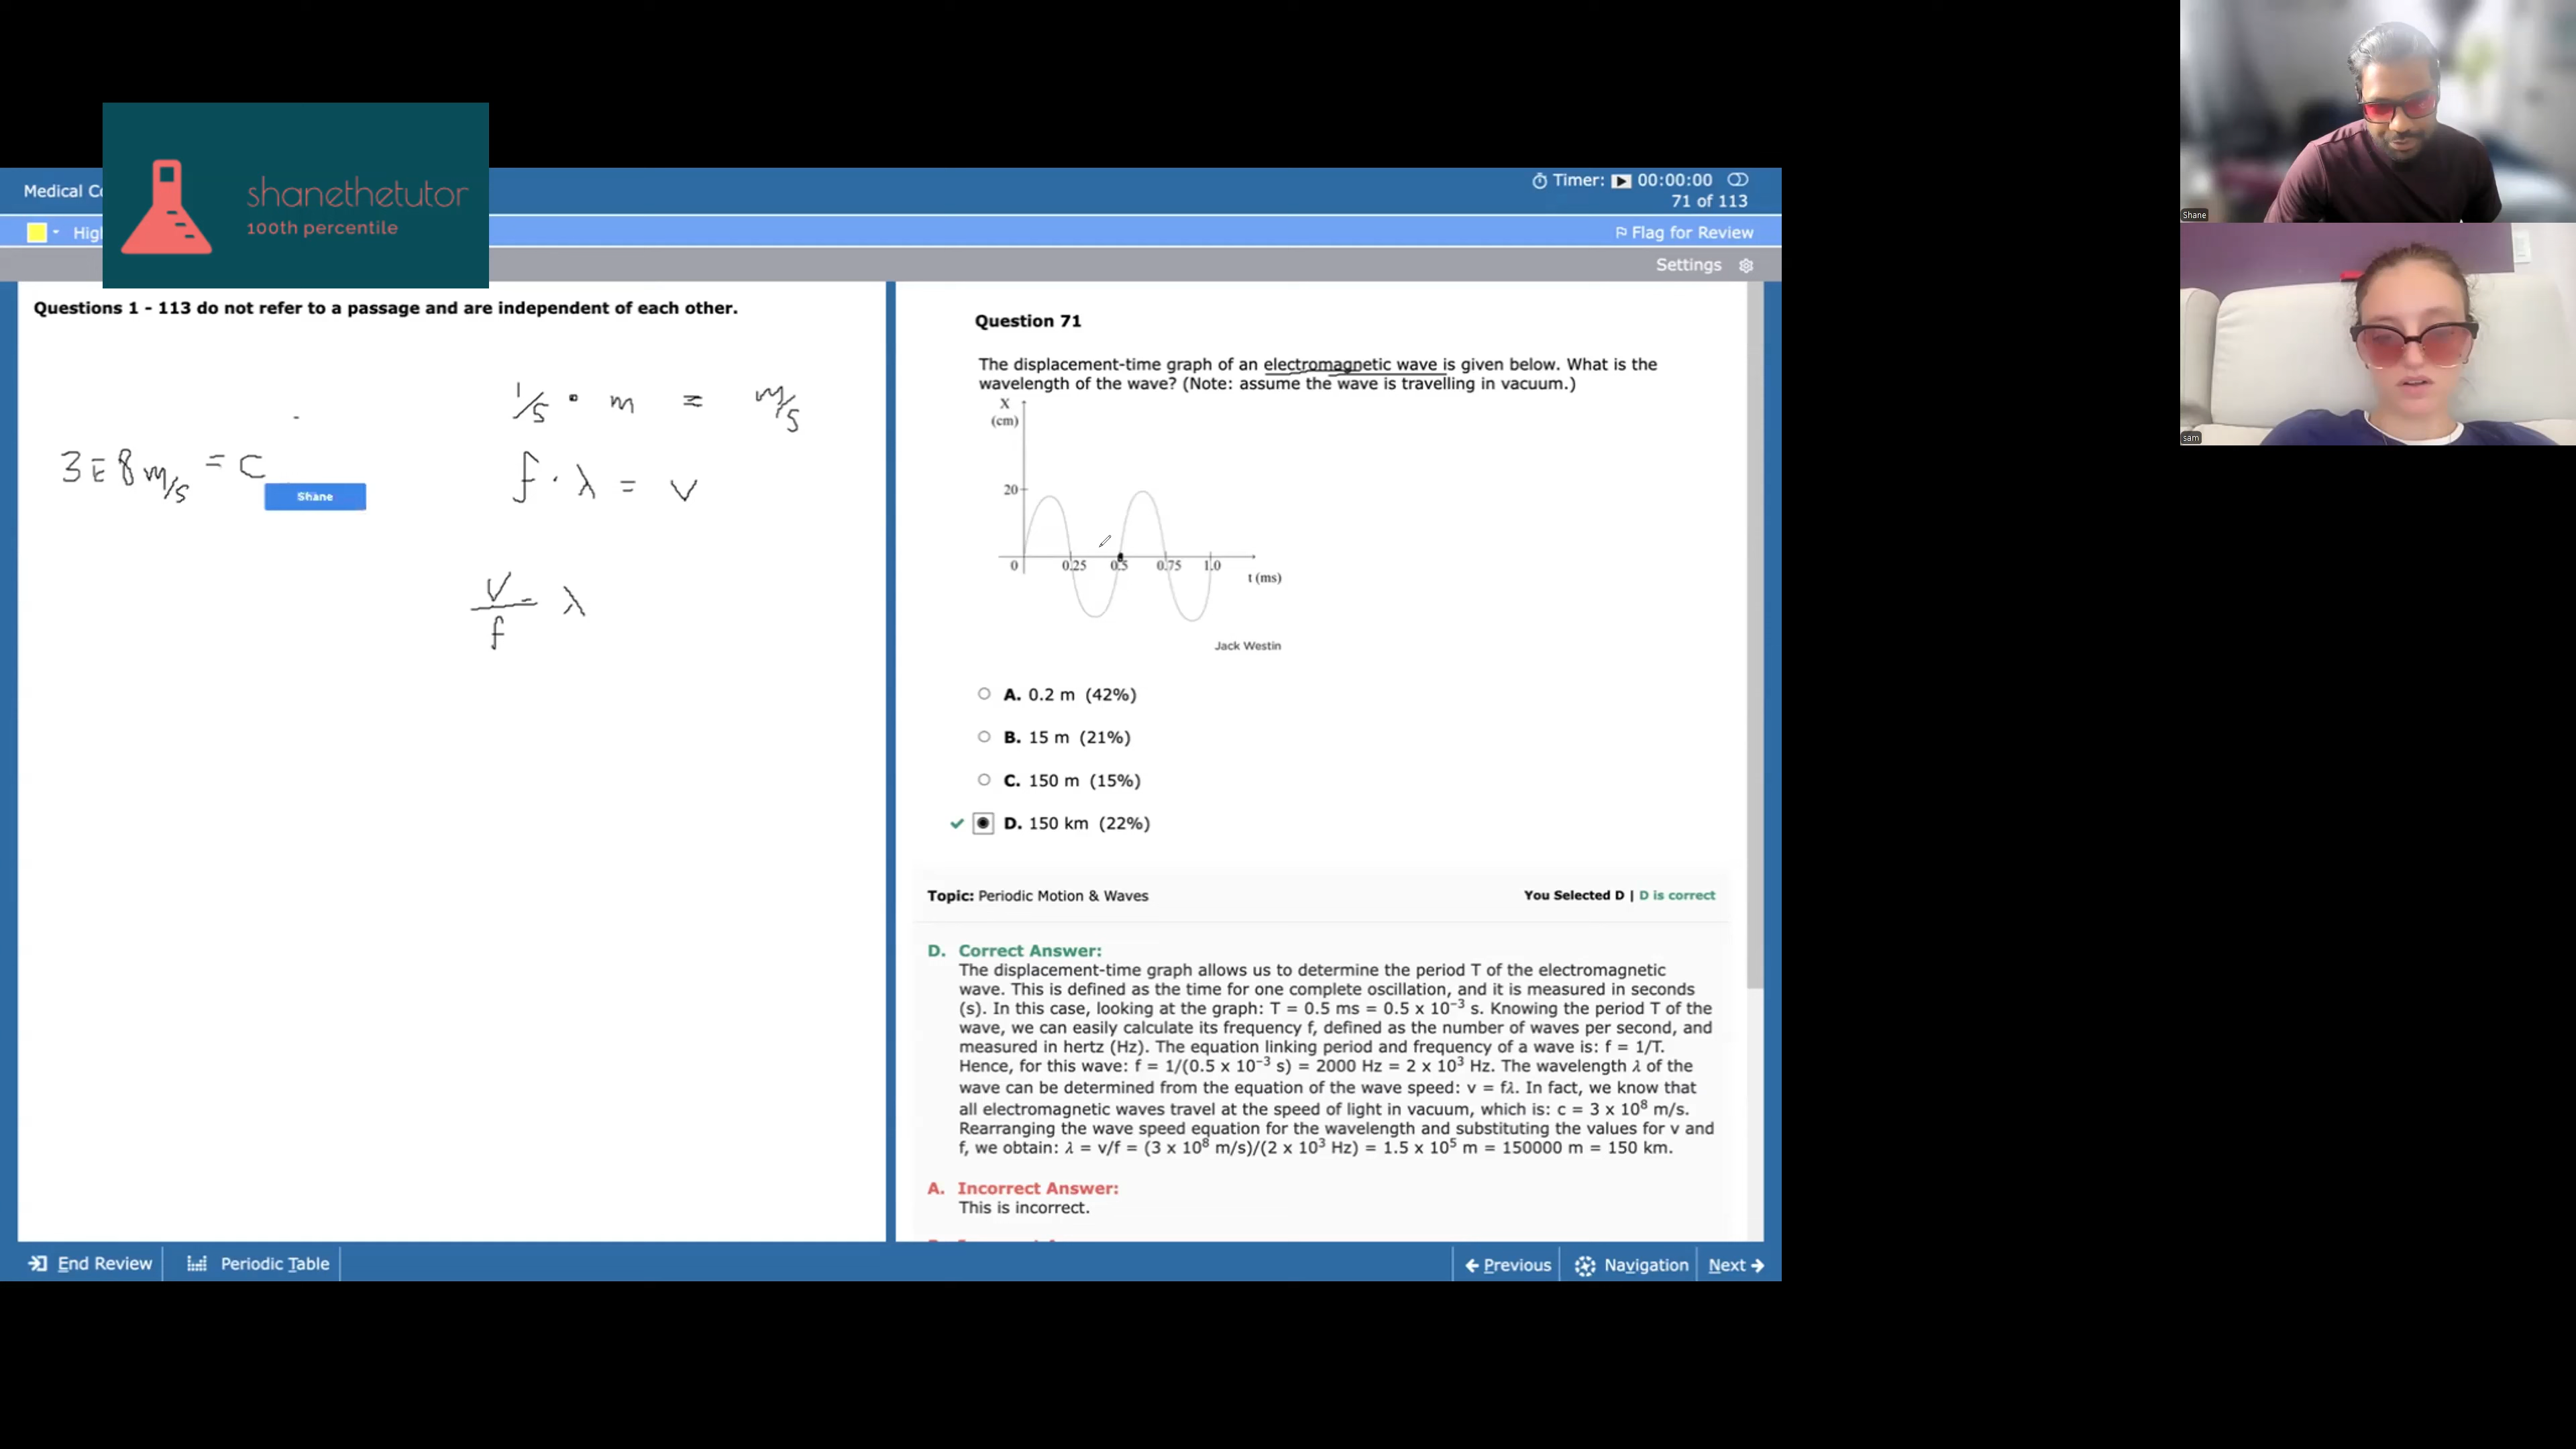 shanethetutor
100th percentile
Medical Co
Timer: 00:00:00
71 of 113
Flag for Review
Settings
Questions 1 - 113 do not refer to a passage and are independent of each other.
1/s · m = m/s
3E8 m/s = C
Shane
f · λ = v
V/f = λ
Question 71
The displacement-time graph of an electromagnetic wave is given below. What is the
wavelength of the wave? (Note: assume the wave is travelling in vacuum.)
X
(cm)
20
0 0.25 0.5 0.75 1.0
t (ms)
Jack Westin
A. 0.2 m (42%)
B. 15 m (21%)
C. 150 m (15%)
D. 150 km (22%)
Topic: Periodic Motion & Waves
You Selected D | D is correct
D. Correct Answer:
The displacement-time graph allows us to determine the period T of the electromagnetic
wave. This is defined as the time for one complete oscillation, and it is measured in seconds
(s). In this case, looking at the graph: T = 0.5 ms = 0.5 x 10⁻³ s. Knowing the period T of the
wave, we can easily calculate its frequency f, defined as the number of waves per second, and
measured in hertz (Hz). The equation linking period and frequency of a wave is: f = 1/T.
Hence, for this wave: f = 1/(0.5 x 10⁻³ s) = 2000 Hz = 2 x 10³ Hz. The wavelength λ of the
wave can be determined from the equation of the wave speed: v = fλ. In fact, we know that
all electromagnetic waves travel at the speed of light in vacuum, which is: c = 3 x 10⁸ m/s.
Rearranging the wave speed equation for the wavelength and substituting the values for v and
f, we obtain: λ = v/f = (3 x 10⁸ m/s)/(2 x 10³ Hz) = 1.5 x 10⁵ m = 150000 m = 150 km.
A. Incorrect Answer:
This is incorrect.
End Review
Periodic Table
Previous
Navigation
Next
Shane
sam